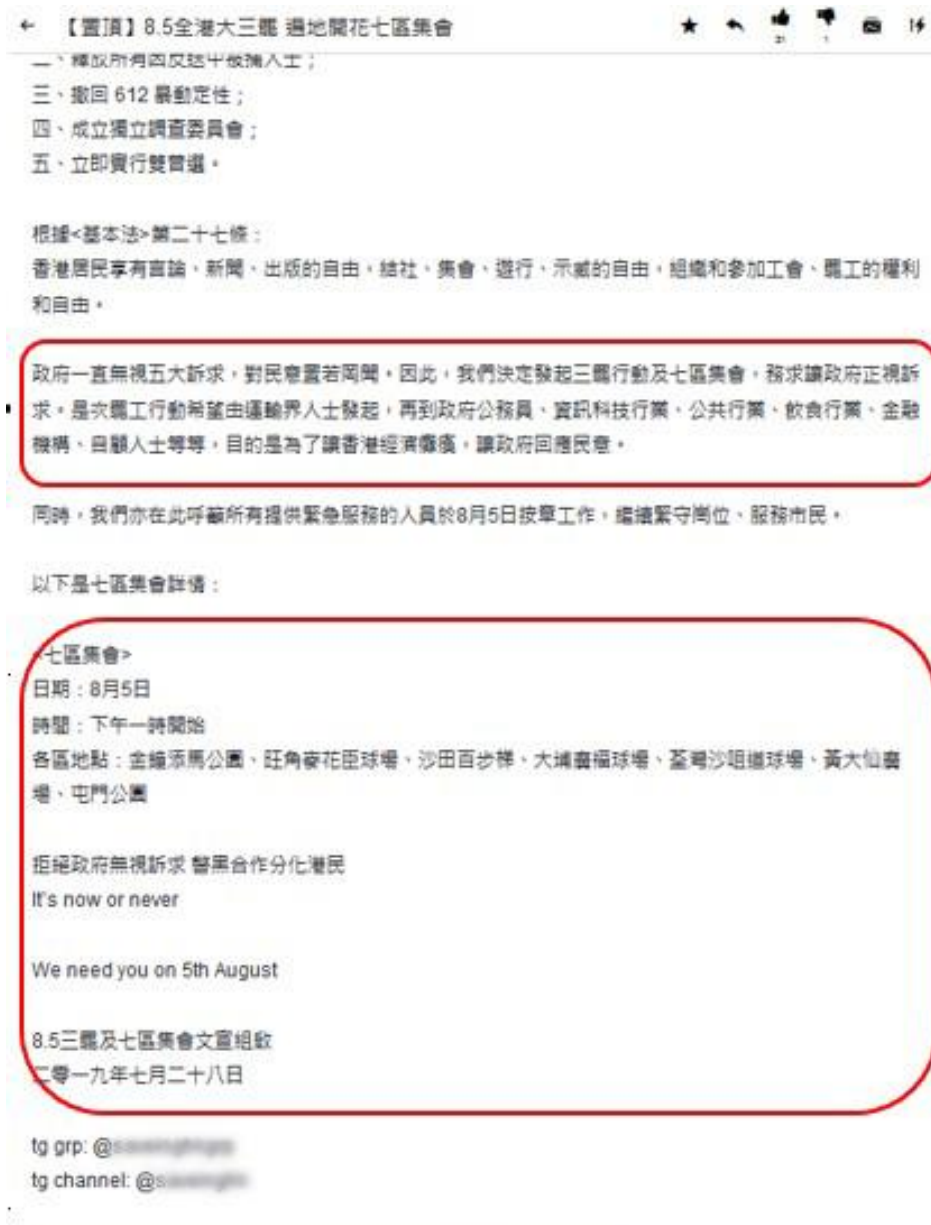 【置頂】8.5全港大三罷 遍地開花七區集會
21
1
二、釋放所有因反送中被捕人士；
三、撤回 612 暴動定性；
四、成立獨立調查委員會；
五、立即實行雙普選。
根據<基本法>第二十七條：
香港居民享有言論、新聞、出版的自由，結社、集會、遊行、示威的自由，組織和參加工會、罷工的權利
和自由。
政府一直無視五大訴求，對民意置若罔聞。因此，我們決定發起三罷行動及七區集會，務求讓政府正視訴
求。是次罷工行動希望由運輸界人士發起，再到政府公務員、資訊科技行業、公共行業、飲食行業、金融
機構、自顧人士等等，目的是為了讓香港經濟癱瘓，讓政府回應民意。
同時，我們亦在此呼籲所有提供緊急服務的人員於8月5日按章工作，繼續緊守崗位、服務市民。
以下是七區集會詳情：
<七區集會>
日期：8月5日
時間：下午一時開始
各區地點：金鐘添馬公園、旺角麥花臣球場、沙田百步梯、大埔廣福球場、荃灣沙咀道球場、黃大仙廣
場、屯門公園
拒絕政府無視訴求 警黑合作分化港民
It's now or never
We need you on 5th August
8.5三罷及七區集會文宣組啟
二零一九年七月二十八日
tg grp: @
tg channel: @s